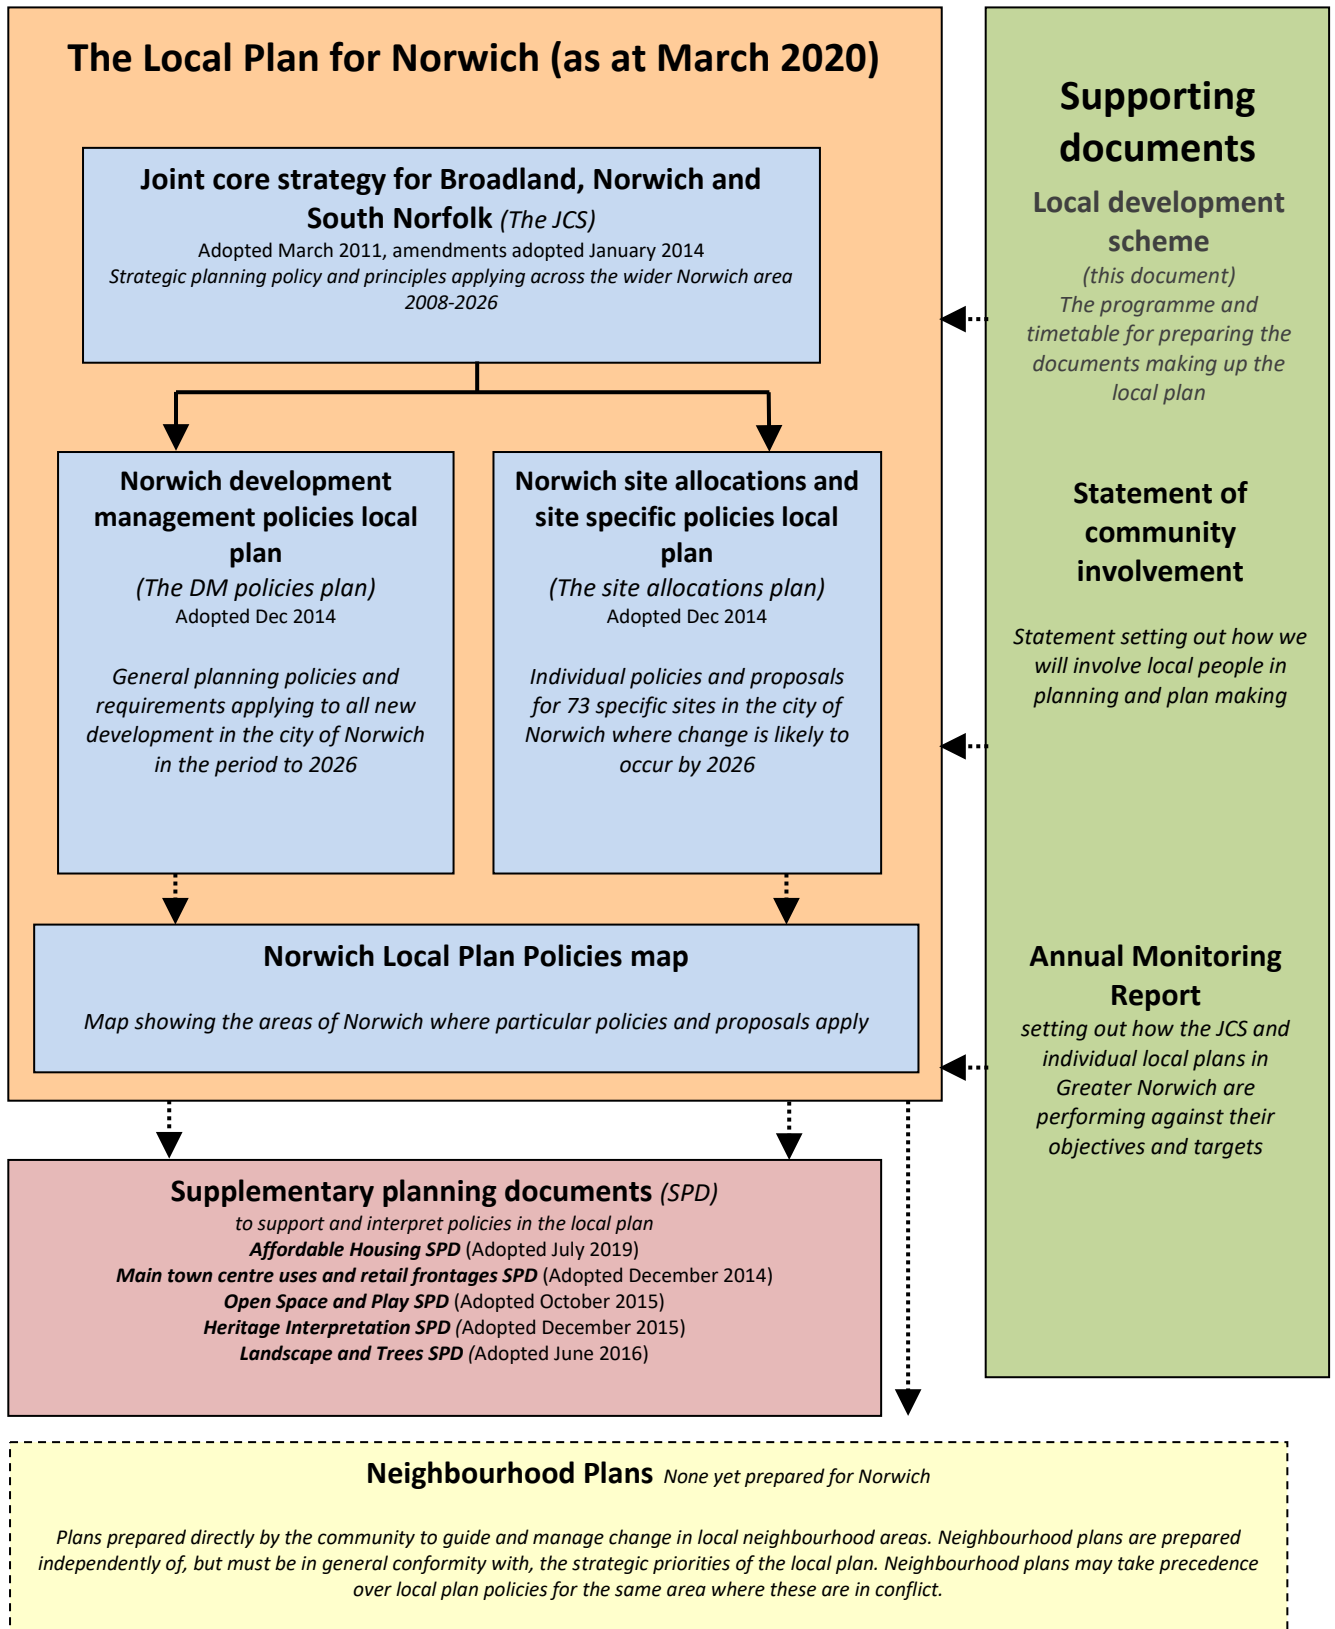 The Local Plan for Norwich (as at March 2020)
Joint core strategy for Broadland, Norwich and
South Norfolk (The JCS)
Adopted March 2011, amendments adopted January 2014
Strategic planning policy and principles applying across the wider Norwich area
2008-2026
Norwich development
management policies local
plan
(The DM policies plan)
Adopted Dec 2014
General planning policies and
requirements applying to all new
development in the city of Norwich
in the period to 2026
Norwich site allocations and
site specific policies local
plan
(The site allocations plan)
Adopted Dec 2014
Individual policies and proposals
for 73 specific sites in the city of
Norwich where change is likely to
occur by 2026
Norwich Local Plan Policies map
Map showing the areas of Norwich where particular policies and proposals apply
Supporting
documents
Local development
scheme
(this document)
The programme and
timetable for preparing the
documents making up the
local plan
Statement of
community
involvement
Statement setting out how we
will involve local people in
planning and plan making
Annual Monitoring
Report
setting out how the JCS and
individual local plans in
Greater Norwich are
performing against their
objectives and targets
Supplementary planning documents (SPD)
to support and interpret policies in the local plan
Affordable Housing SPD (Adopted July 2019)
Main town centre uses and retail frontages SPD (Adopted December 2014)
Open Space and Play SPD (Adopted October 2015)
Heritage Interpretation SPD (Adopted December 2015)
Landscape and Trees SPD (Adopted June 2016)
Neighbourhood Plans None yet prepared for Norwich
Plans prepared directly by the community to guide and manage change in local neighbourhood areas. Neighbourhood plans are prepared
independently of, but must be in general conformity with, the strategic priorities of the local plan. Neighbourhood plans may take precedence
over local plan policies for the same area where these are in conflict.